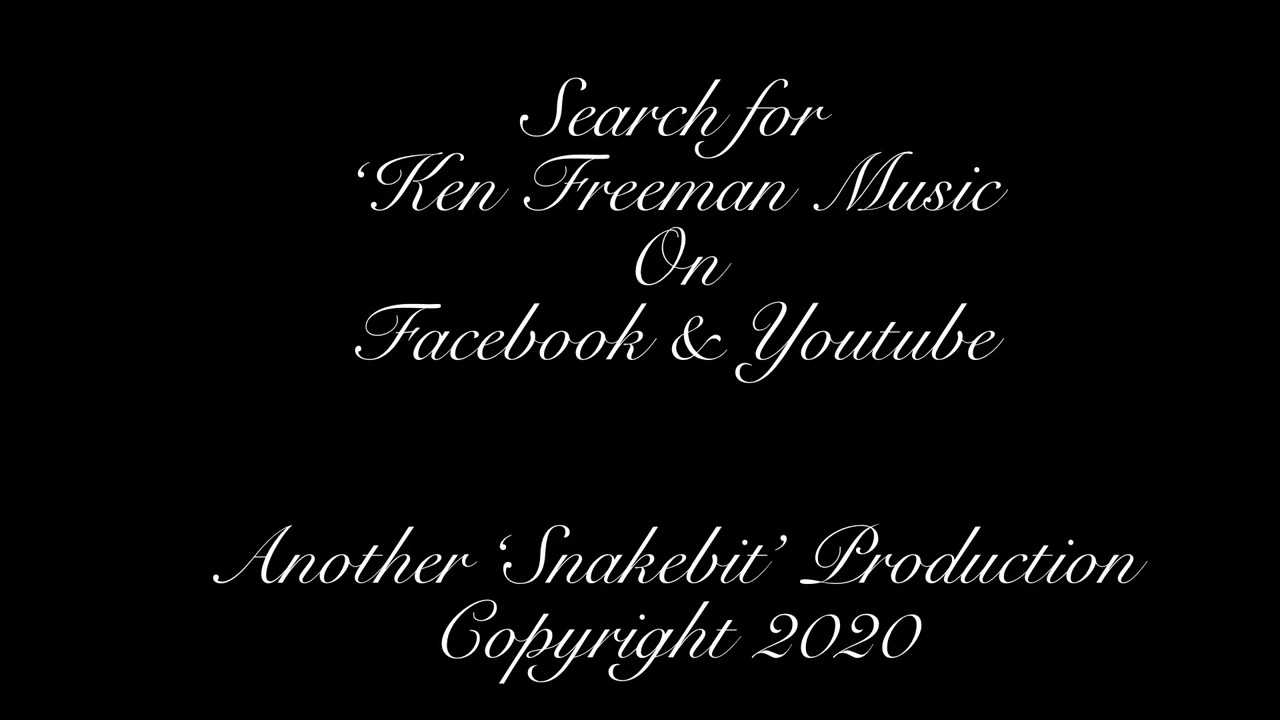 Search for
‘Ken Freeman Music
On
Facebook & Youtube
Another ‘Snakebit’ Production
Copyright 2020